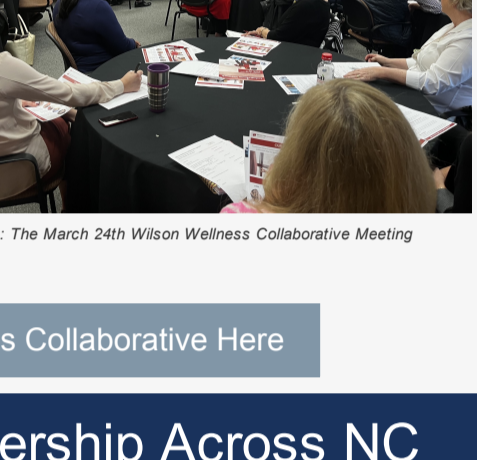 : The March 24th Wilson Wellness Collaborative Meeting
s Collaborative Here
ership Across NC